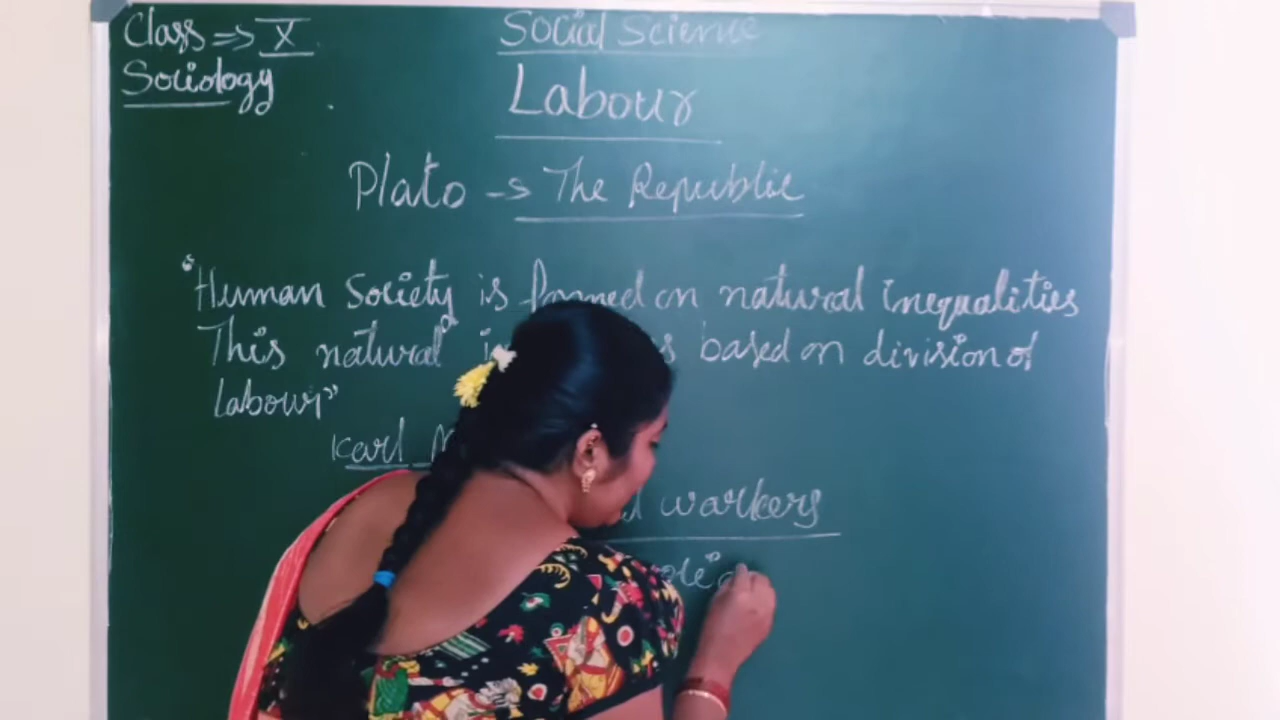 Class => X
Social Science
Sociology
Labour
Plato -> The Republic
"Human Society is formed on natural inequalities
This natural is based on division of
Labour"
Karl
workers